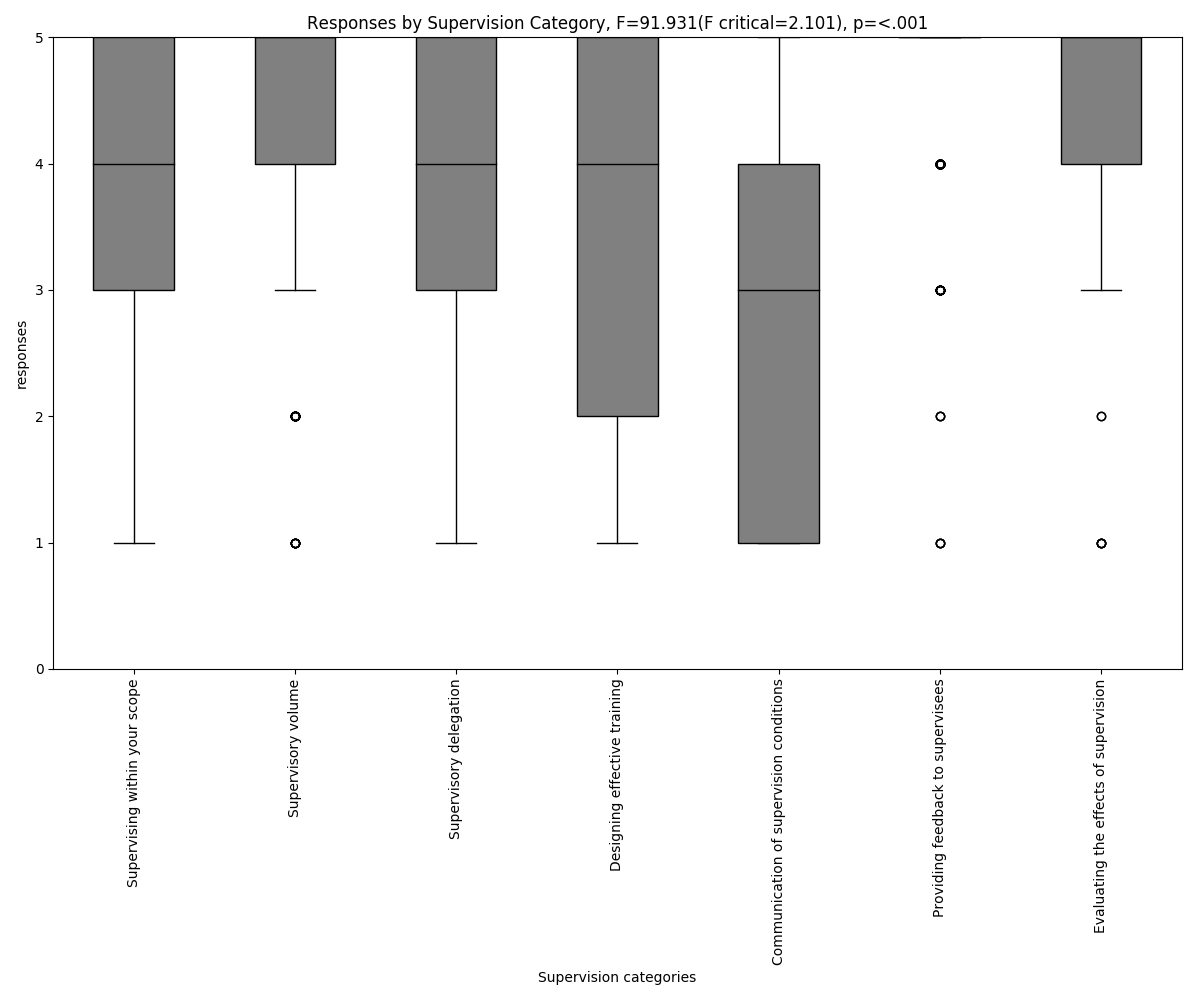 Responses by Supervision Category, F=91.931(F critical=2.101), p=<.001
5
4
3
2
1
0
responses
Supervising within your scope
Supervisory volume
Supervisory delegation
Designing effective training
Communication of supervision conditions
Providing feedback to supervisees
Evaluating the effects of supervision
Supervision categories